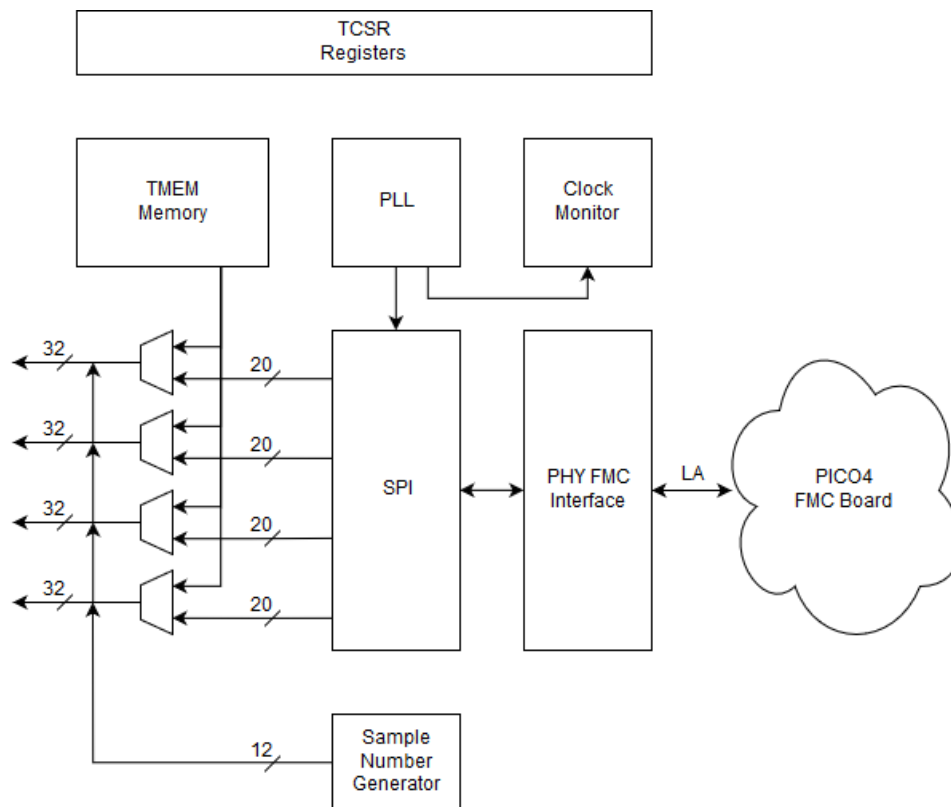 TCSR
Registers
TMEM
Memory
PLL
Clock
Monitor
32
20
32
20
SPI
PHY FMC
Interface
LA
PICO4
FMC Board
32
20
32
20
12
Sample
Number
Generator